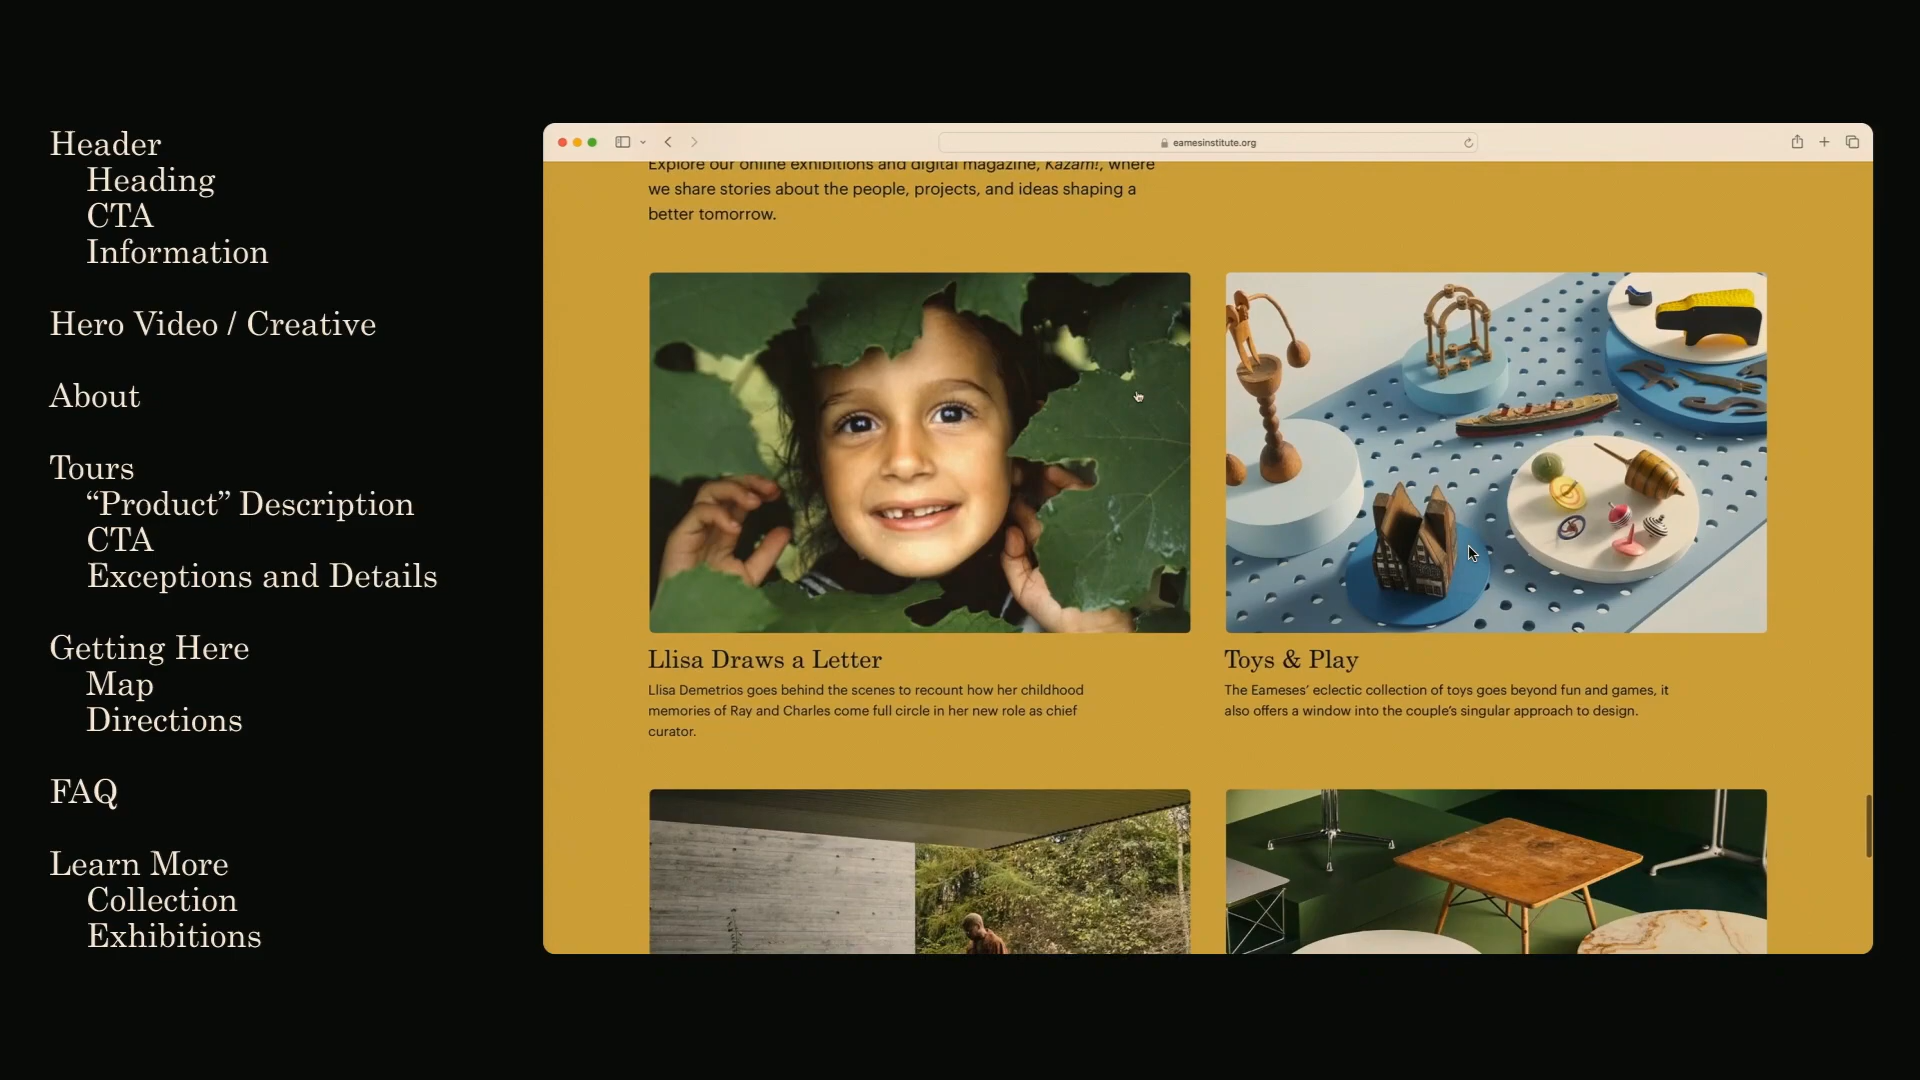 Header
Heading
CTA
Information
Hero Video / Creative
About
Tours
“Product” Description
CTA
Exceptions and Details
Getting Here
Map
Directions
FAQ
Learn More
Collection
Exhibitions
eamesinstitute.org
Explore our online exhibitions and digital magazine, Kazam!, where
we share stories about the people, projects, and ideas shaping a
better tomorrow.
Llisa Draws a Letter
Llisa Demetrios goes behind the scenes to recount how her childhood
memories of Ray and Charles come full circle in her new role as chief
curator.
Toys & Play
The Eameses’ eclectic collection of toys goes beyond fun and games, it
also offers a window into the couple’s singular approach to design.